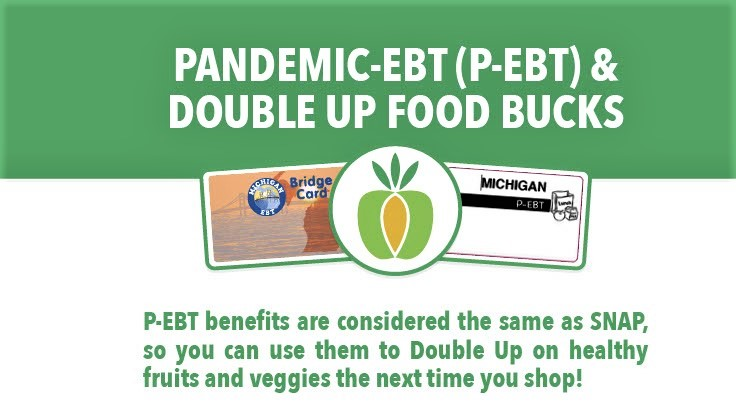 PANDEMIC-EBT (P-EBT) &
DOUBLE UP FOOD BUCKS
MICHIGAN
EBT
Bridge
Card
MICHIGAN
P-EBT
Lunch
P-EBT benefits are considered the same as SNAP,
so you can use them to Double Up on healthy
fruits and veggies the next time you shop!